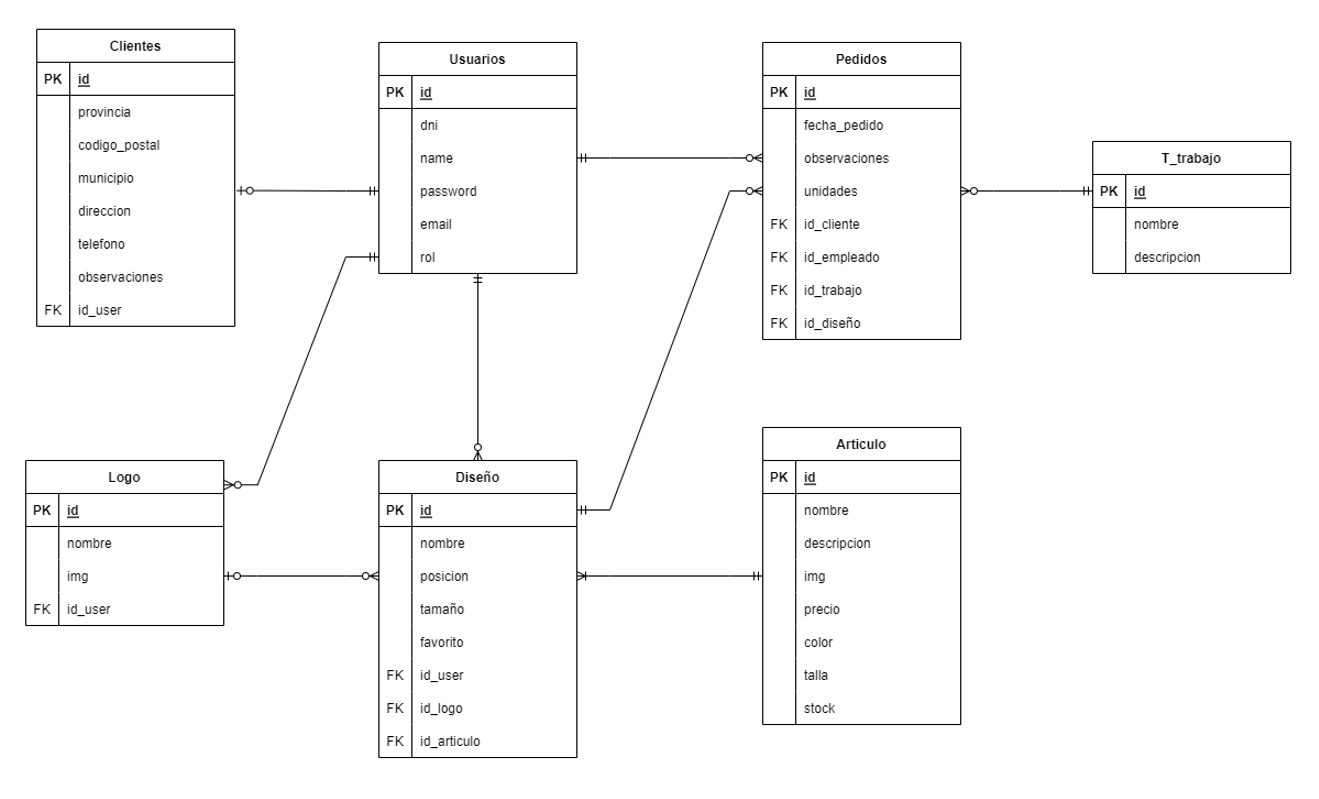 Clientes
PK id
provincia
codigo_postal
municipio
direccion
telefono
observaciones
FK id_user
Usuarios
PK id
dni
name
password
email
rol
Pedidos
PK id
fecha_pedido
observaciones
unidades
FK id_cliente
FK id_empleado
FK id_trabajo
FK id_diseño
T_trabajo
PK id
nombre
descripcion
Logo
PK id
nombre
img
FK id_user
Diseño
PK id
nombre
posicion
tamaño
favorito
FK id_user
FK id_logo
FK id_articulo
Articulo
PK id
nombre
descripcion
img
precio
color
talla
stock